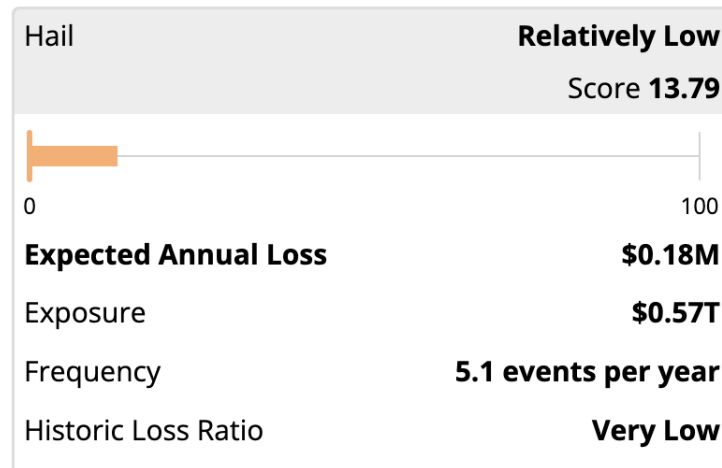 Hail Relatively Low
Score 13.79
0 100
Expected Annual Loss $0.18M
Exposure $0.57T
Frequency 5.1 events per year
Historic Loss Ratio Very Low